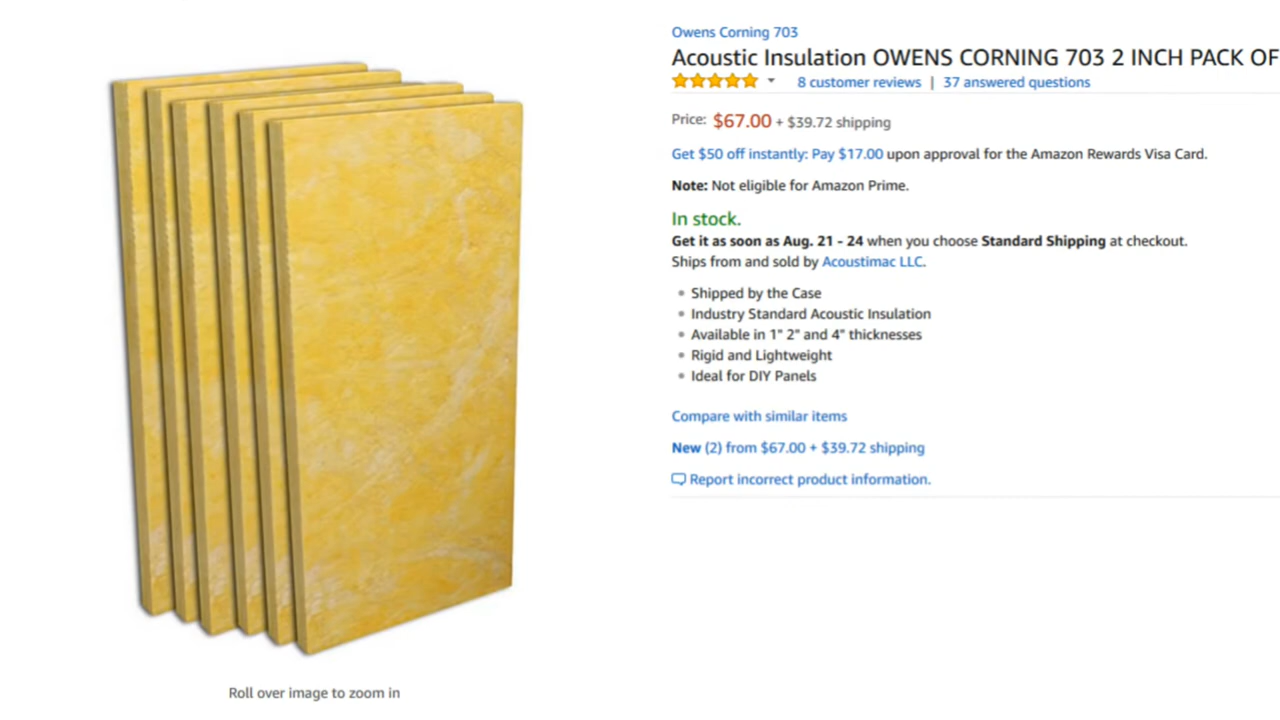 Owens Corning 703
Acoustic Insulation OWENS CORNING 703 2 INCH PACK OF
8 customer reviews | 37 answered questions
Price: $67.00 + $39.72 shipping
Get $50 off instantly: Pay $17.00 upon approval for the Amazon Rewards Visa Card.
Note: Not eligible for Amazon Prime.
In stock.
Get it as soon as Aug. 21 - 24 when you choose Standard Shipping at checkout.
Ships from and sold by Acoustimac LLC.
• Shipped by the Case
• Industry Standard Acoustic Insulation
• Available in 1" 2" and 4" thicknesses
• Rigid and Lightweight
• Ideal for DIY Panels
Compare with similar items
New (2) from $67.00 + $39.72 shipping
Report incorrect product information.
Roll over image to zoom in